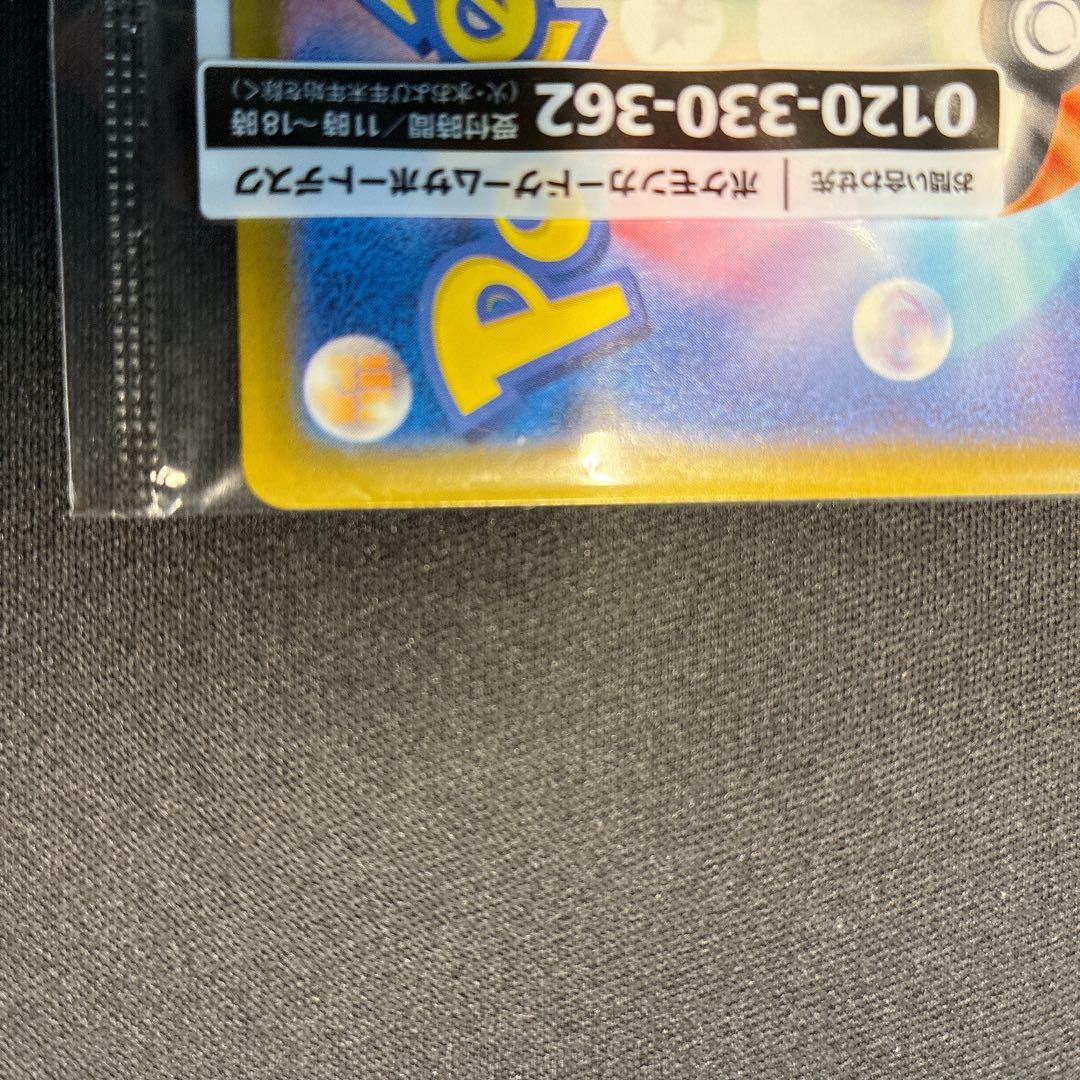 お問い合わせ先 | ポケモンカードゲームサポートデスク
0120-330-362 受付時間/11時〜18時
(火・水および年末年始を除く)
Po